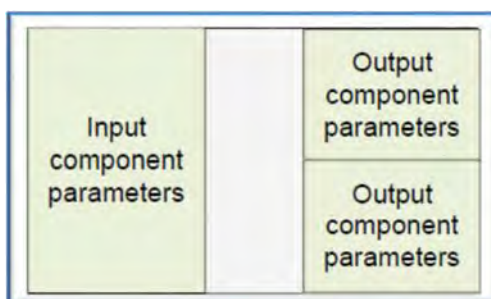 Input
component
parameters
Output
component
parameters
Output
component
parameters